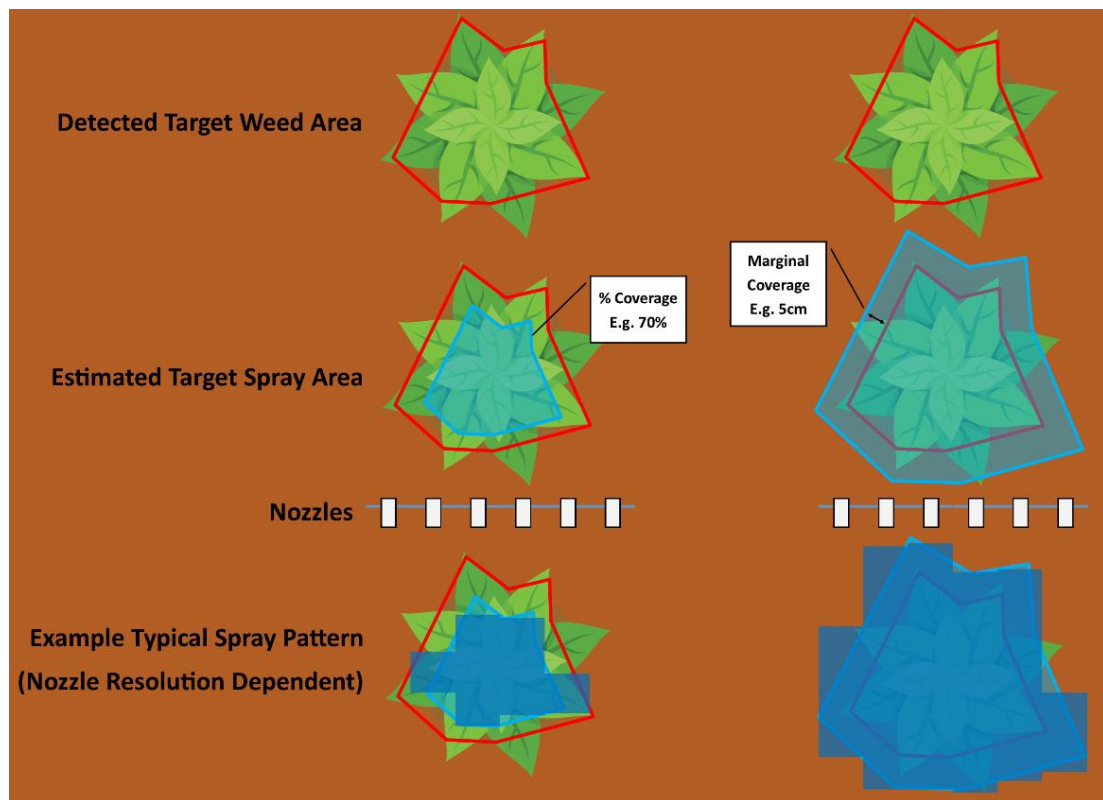 Detected Target Weed Area
% Coverage
E.g. 70%
Marginal
Coverage
E.g. 5cm
Estimated Target Spray Area
Nozzles
Example Typical Spray Pattern
(Nozzle Resolution Dependent)